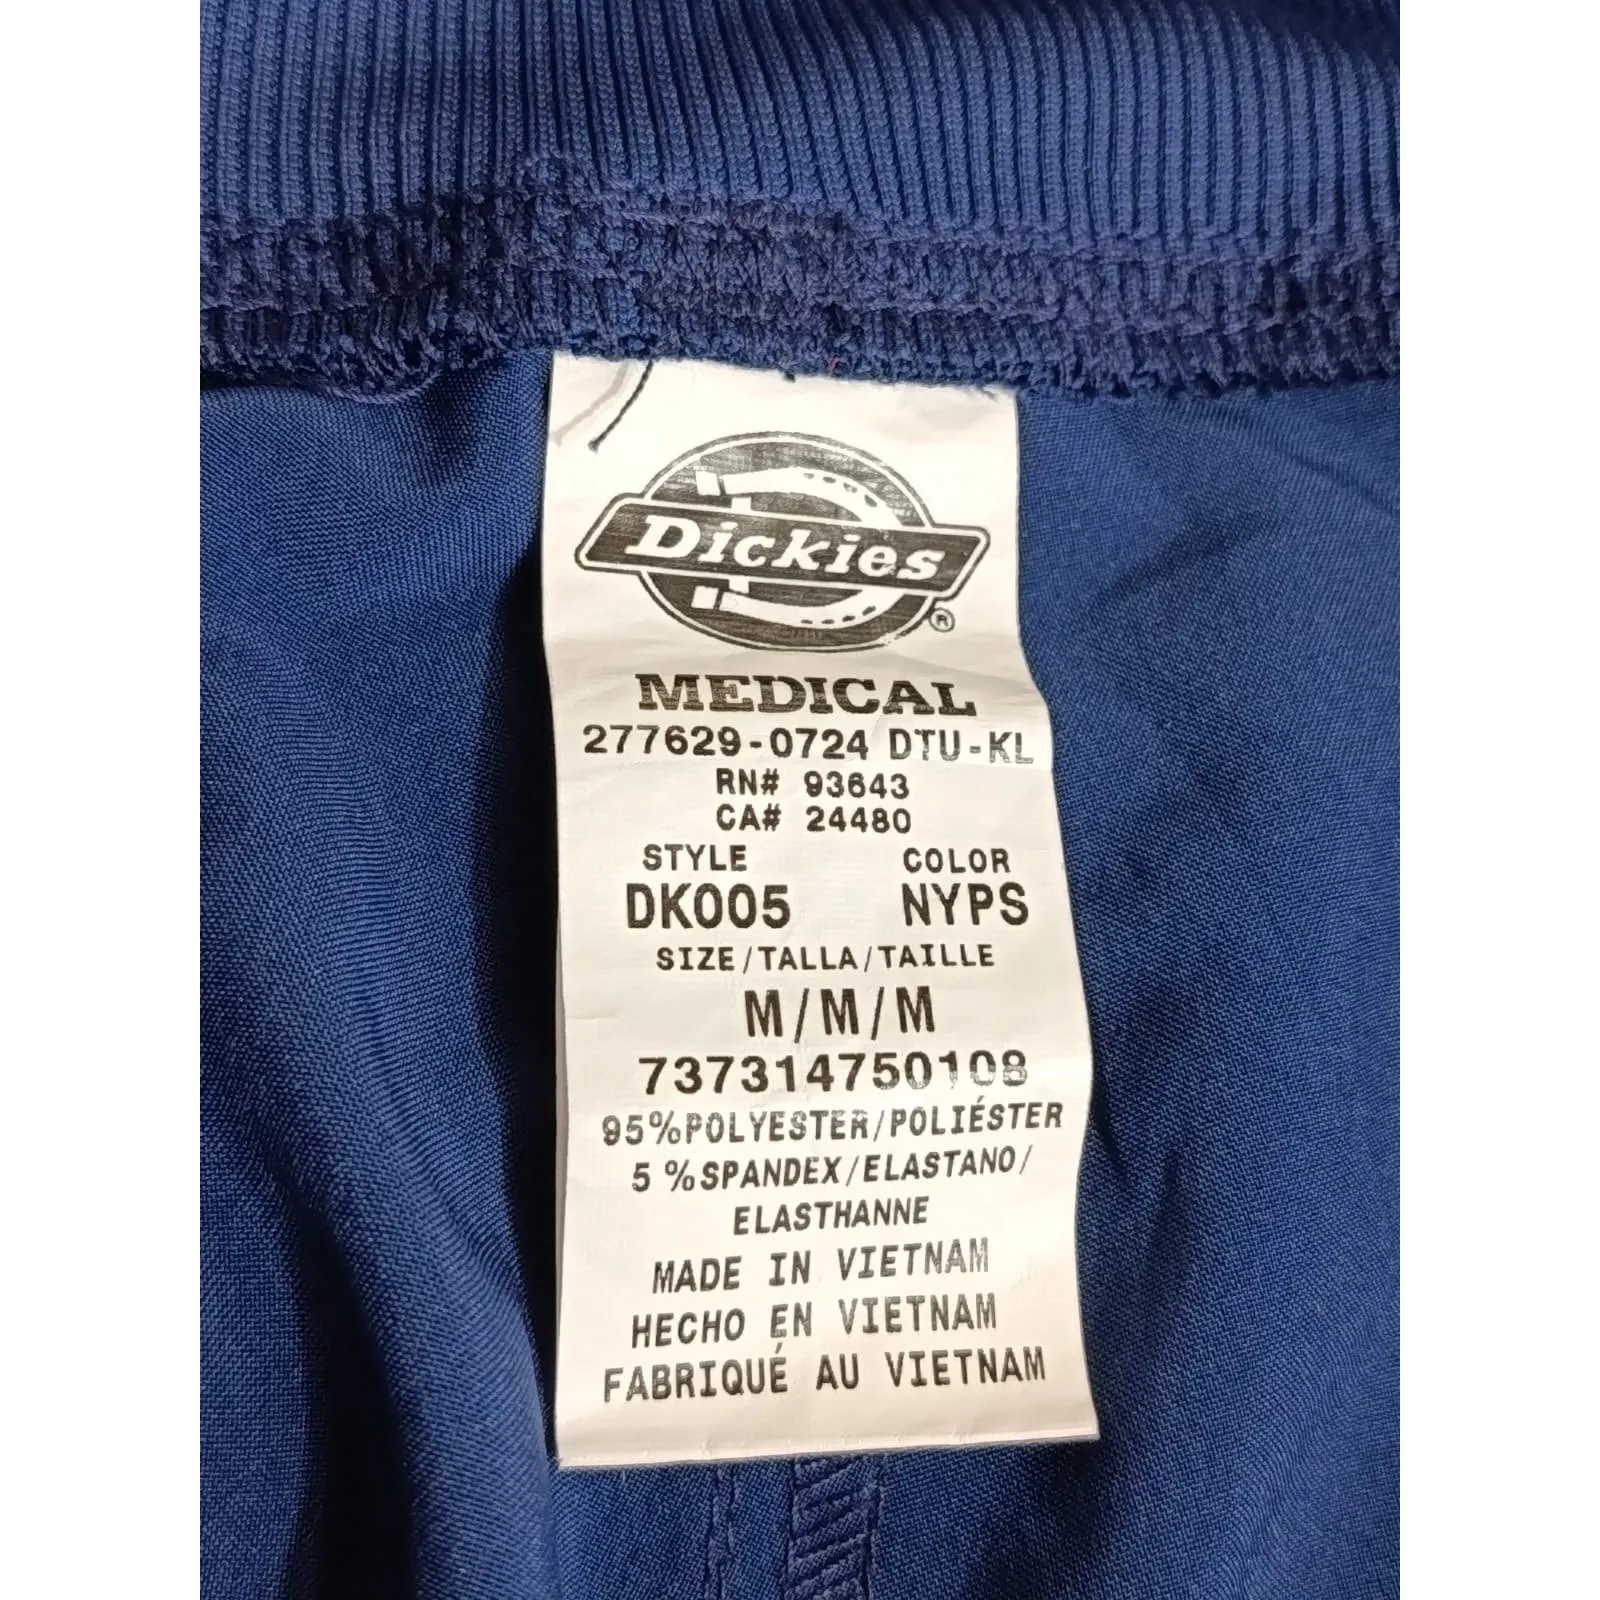 Dickies
®
MEDICAL
277629-0724 DTU-KL
RN# 93643
CA# 24480
STYLE COLOR
DK005 NYPS
SIZE/TALLA/TAILLE
M/M/M
737314750108
95%POLYESTER/POLIÉSTER
5 %SPANDEX/ELASTANO/
ELASTHANNE
MADE IN VIETNAM
HECHO EN VIETNAM
FABRIQUÉ AU VIETNAM